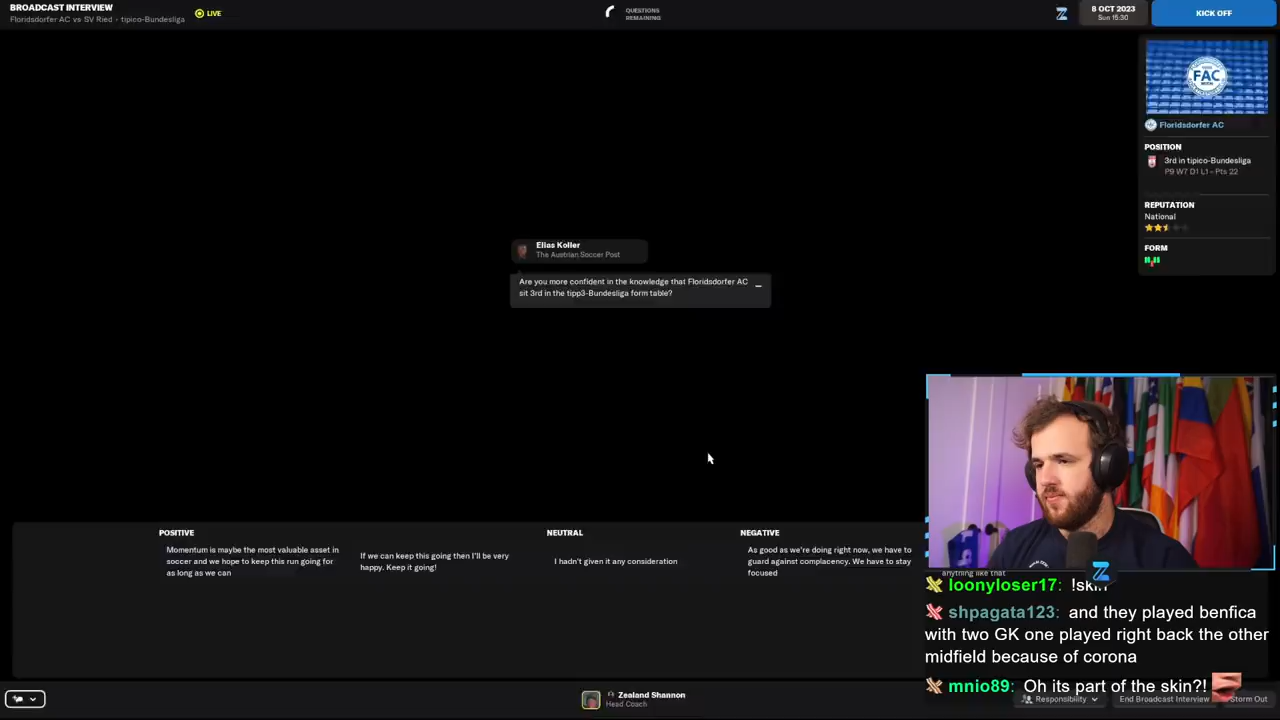 BROADCAST INTERVIEW
Floridsdorfer AC vs SV Ried - tipico-Bundesliga
LIVE
QUESTIONS
REMAINING
8 OCT 2023
Sun 15:30
KICK OFF
FAC
Floridsdorfer AC
POSITION
3rd in tipico-Bundesliga
P9 W7 D1 L1 - Pts 22
REPUTATION
National
FORM
Elias Koller
The Austrian Soccer Post
Are you more confident in the knowledge that Floridsdorfer AC
sit 3rd in the tipp3-Bundesliga form table?
POSITIVE
NEUTRAL
NEGATIVE
Momentum is maybe the most valuable asset in
soccer and we hope to keep this run going for
as long as we can
If we can keep this going then I'll be very
happy. Keep it going!
I hadn't given it any consideration
As good as we're doing right now, we have to
guard against complacency. We have to stay
focused
anything like that
loonyloser17: !skin
shpagata123: and they played benfica
with two GK one played right back the other
midfield because of corona
mnio89: Oh its part of the skin?!
Zealand Shannon
Head Coach
Responsibility
End Broadcast Interview
Storm Out